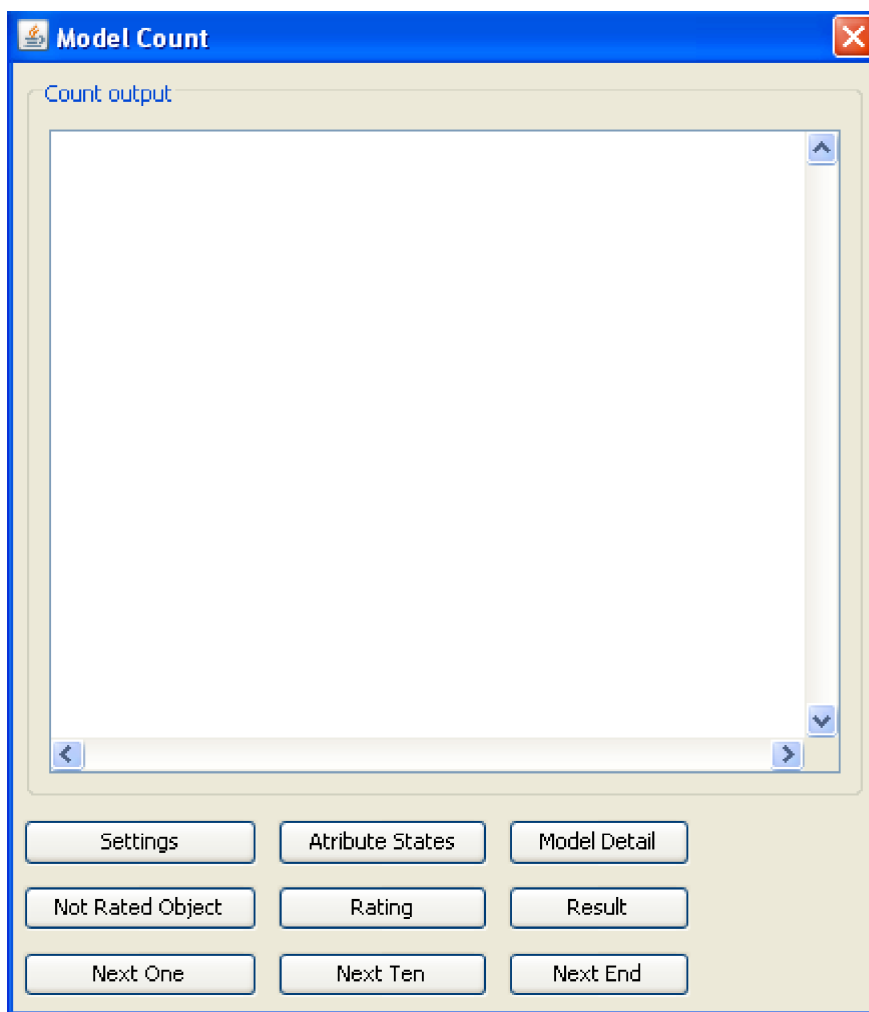 Model Count
Count output
Settings Atribute States Model Detail
Not Rated Object Rating Result
Next One Next Ten Next End